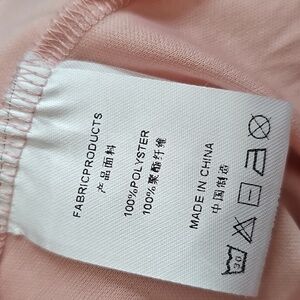 FABRICPRODUCTS
产品面料
100%POLYSTER
100%聚酯纤维
MADE IN CHINA
中国制造
30